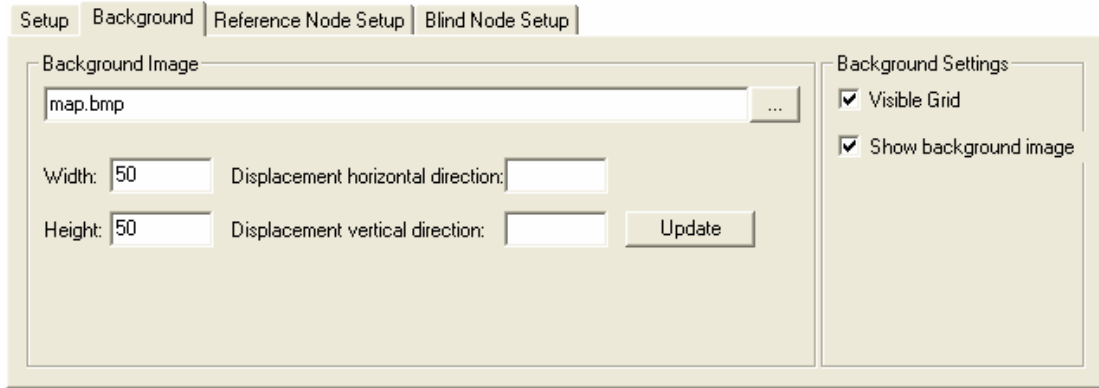 Setup Background Reference Node Setup Blind Node Setup
Background Image
map.bmp ...
Width: 50 Displacement horizontal direction:
Height: 50 Displacement vertical direction: Update
Background Settings
Visible Grid
Show background image